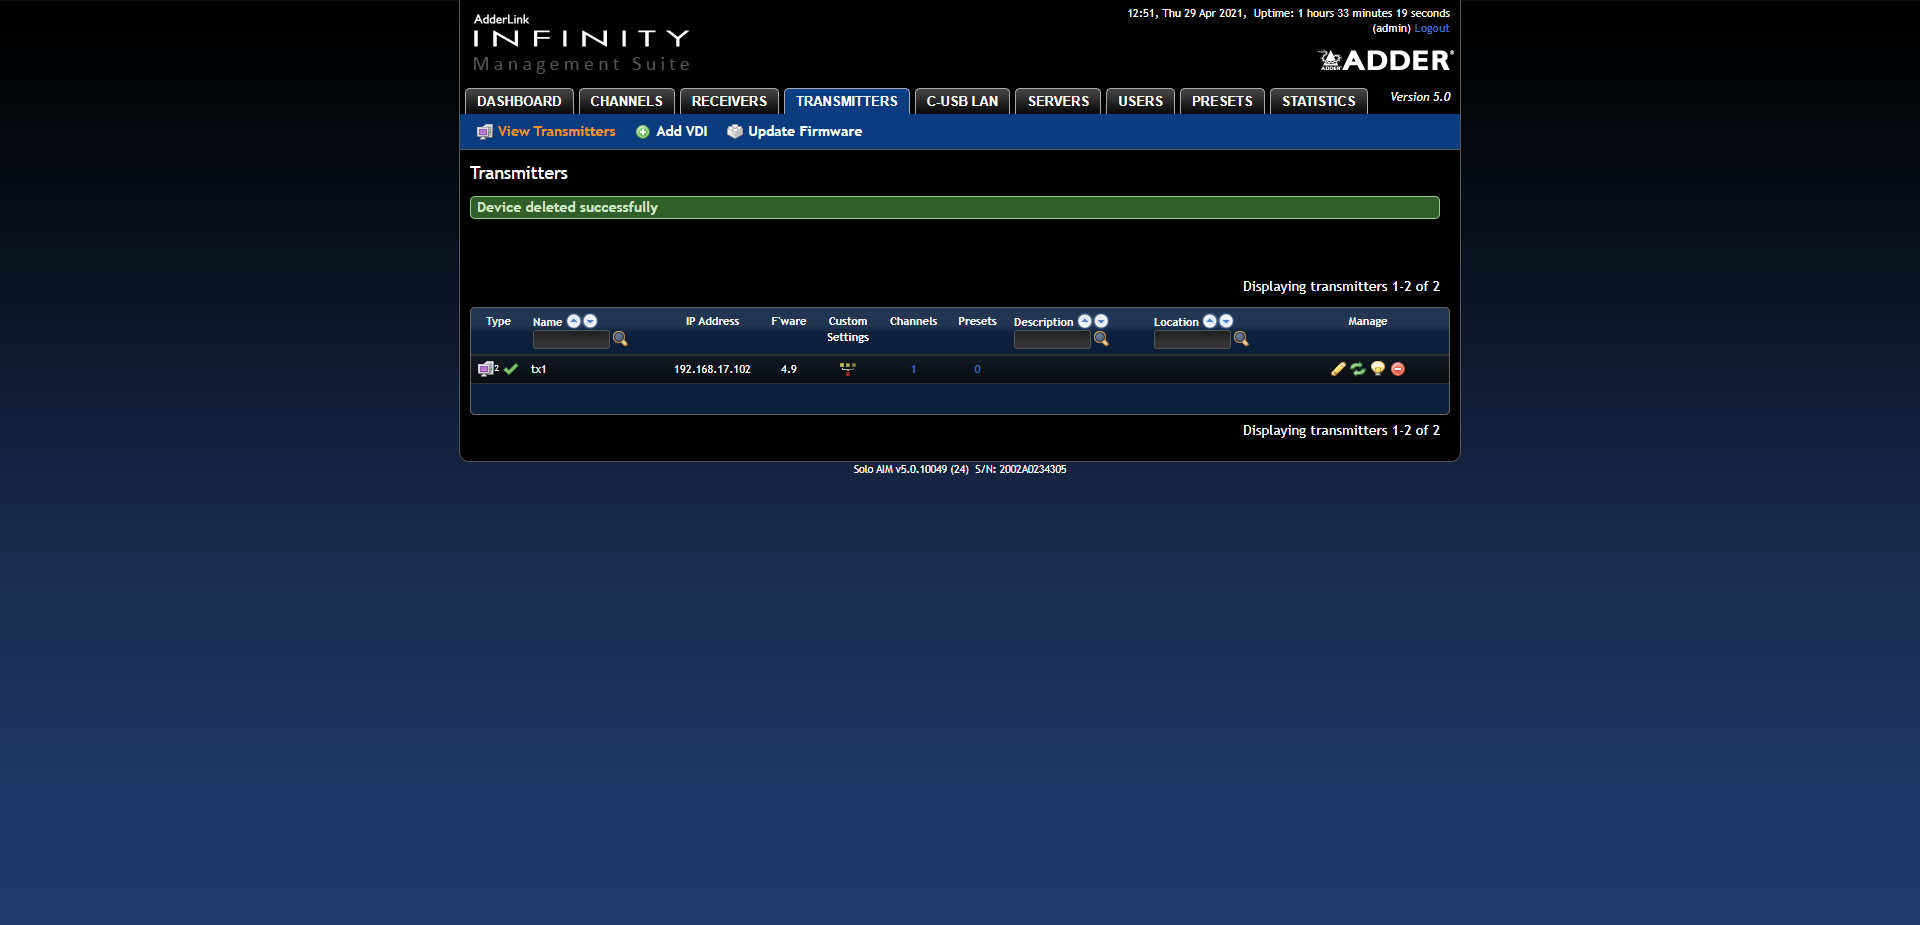 AdderLink
INFINITY
Management Suite
12:51, Thu 29 Apr 2021, Uptime: 1 hours 33 minutes 19 seconds
(admin) Logout
ADDER®
DASHBOARD CHANNELS RECEIVERS TRANSMITTERS C-USB LAN SERVERS USERS PRESETS STATISTICS Version 5.0
View Transmitters Add VDI Update Firmware
Transmitters
Device deleted successfully
Displaying transmitters 1-2 of 2
Type Name IP Address F'ware Custom Settings Channels Presets Description Location Manage
2 tx1 192.168.17.102 4.9 1 0
Displaying transmitters 1-2 of 2
Solo AIM v5.0.10049 (24) S/N: 2002A0234305